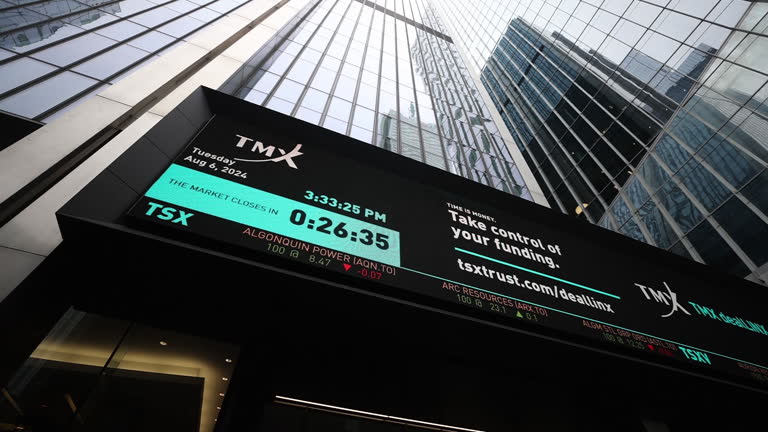 TMX
Tuesday
Aug 6, 2024
3:33:25 PM
THE MARKET CLOSES IN
0:26:35
TSX
ALGONQUIN POWER (AQN.TO)
100 @ 8.47 ▼ -0.07
TIME IS MONEY.
Take control of
your funding.
tsxtrust.com/deallinx
ARC RESOURCES (ARX.TO)
100 @ 23.1 ▲ 0.1
TMX
TMX deaLLINX
TSXV